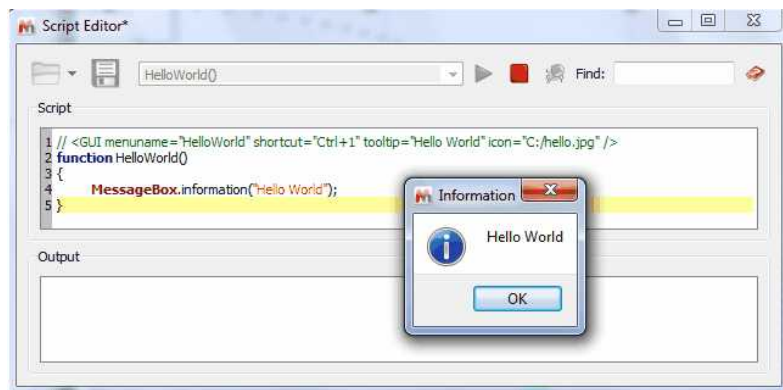 Script Editor*
HelloWorld() Find:
Script
1 // <GUI menuname="HelloWorld" shortcut="Ctrl+1" tooltip="Hello World" icon="C:/hello.jpg" />
2 function HelloWorld()
3 {
4 MessageBox.information("Hello World");
5 }
Information
Hello World
OK
Output